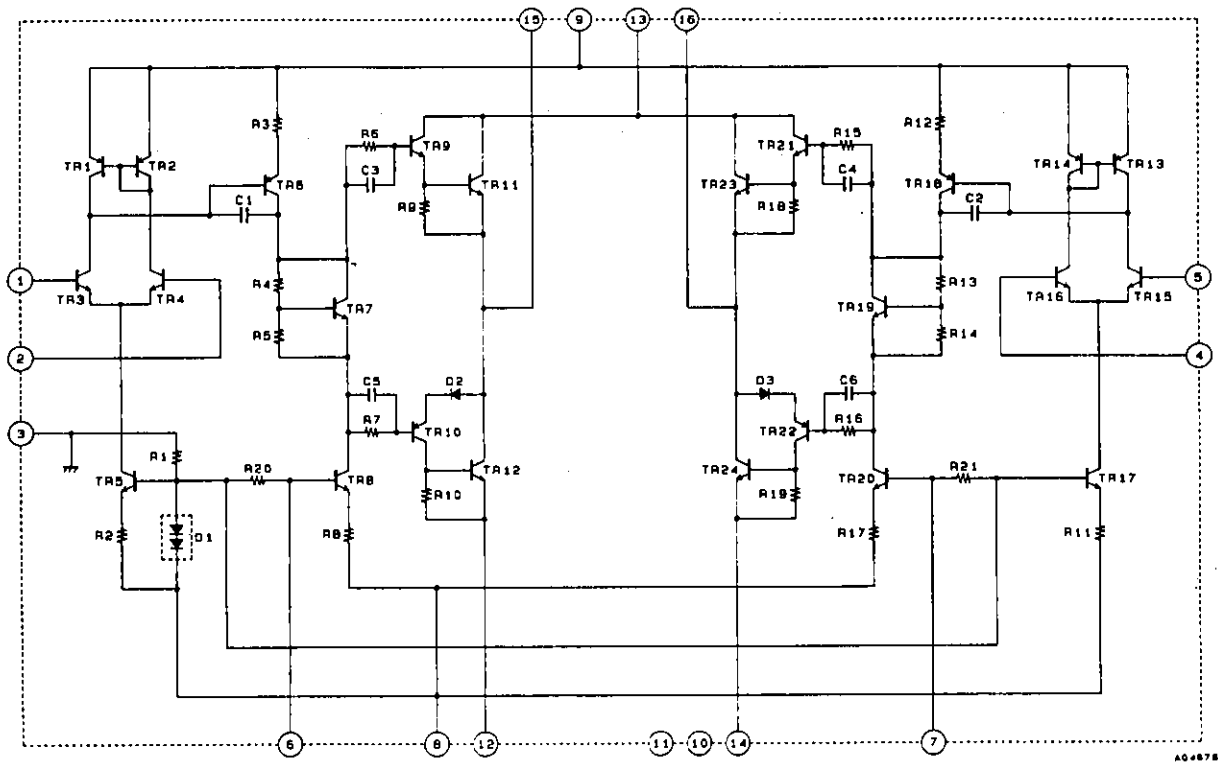 15 9 13 16
R3 R12
R6 TR9 TR21 R15
TR1 TR2 TR14 TR13
TR6 C3 TR11 TR23 C4 TR18
C1 R9 R18 C2
1 TR3 TR4 R4 R13 TR16 TR15 5
TR7 TR19
R5 R14
2 4
C5 D2 D3 C6
R7 TR10 TR22 R16
3 R1
TR5 R20 TR8 TR12 TR24 TR20 R21 TR17
R10 R19
R2 D1 R8 R17 R11
6 8 12 11 10 14 7